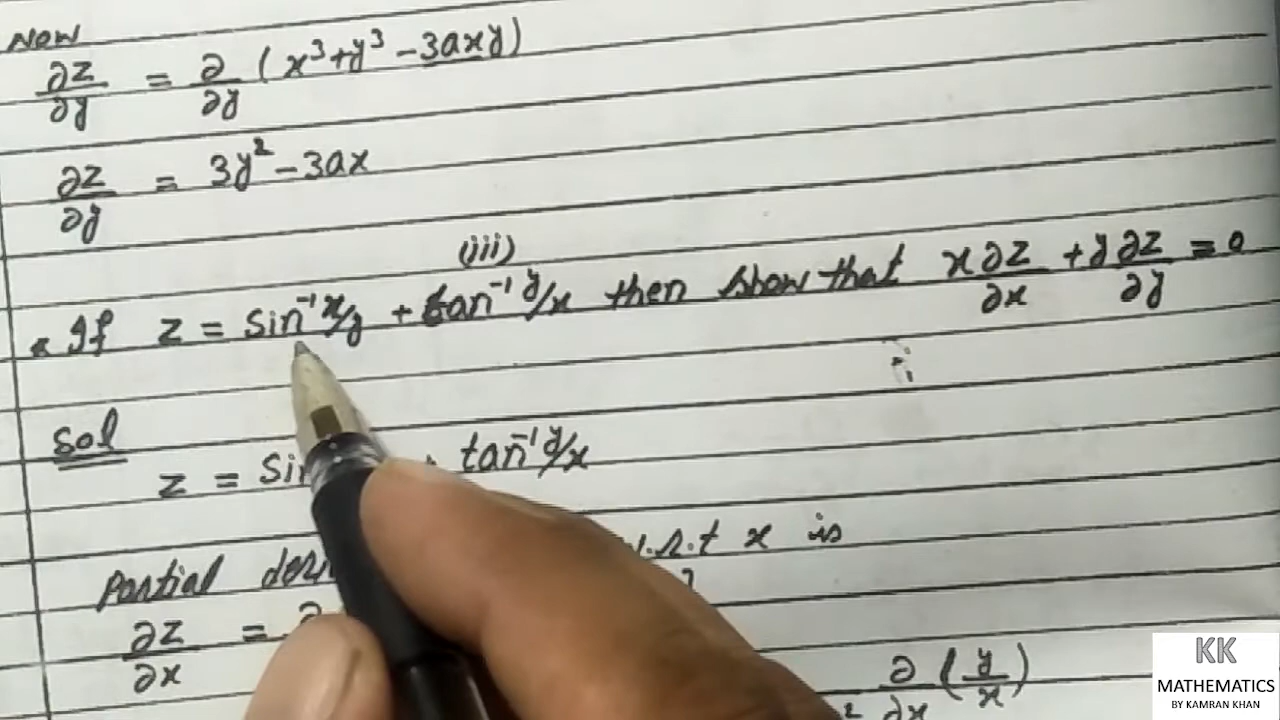 Now
∂z/∂y = ∂/∂y (x³+y³-3axy)
∂z/∂y = 3y²-3ax
(iii)
If z = sin⁻¹x/y + tan⁻¹y/x then show that x∂z/∂x + y∂z/∂y = 0
Sol
z = tan⁻¹y/x
Partial w.r.t x is
∂z/∂x =
∂/∂x (y/x)
KK
MATHEMATICS
BY KAMRAN KHAN